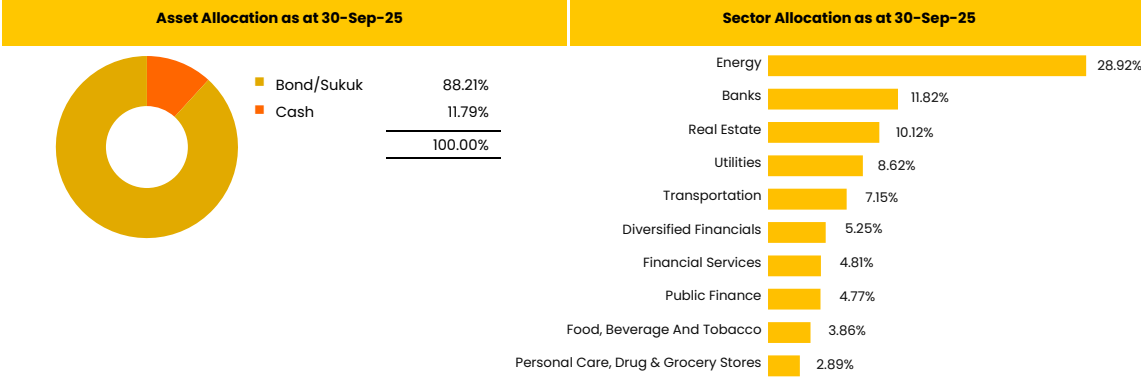 Asset Allocation as at 30-Sep-25
Bond/Sukuk 88.21%
Cash 11.79%
100.00%
Sector Allocation as at 30-Sep-25
Energy 28.92%
Banks 11.82%
Real Estate 10.12%
Utilities 8.62%
Transportation 7.15%
Diversified Financials 5.25%
Financial Services 4.81%
Public Finance 4.77%
Food, Beverage And Tobacco 3.86%
Personal Care, Drug & Grocery Stores 2.89%